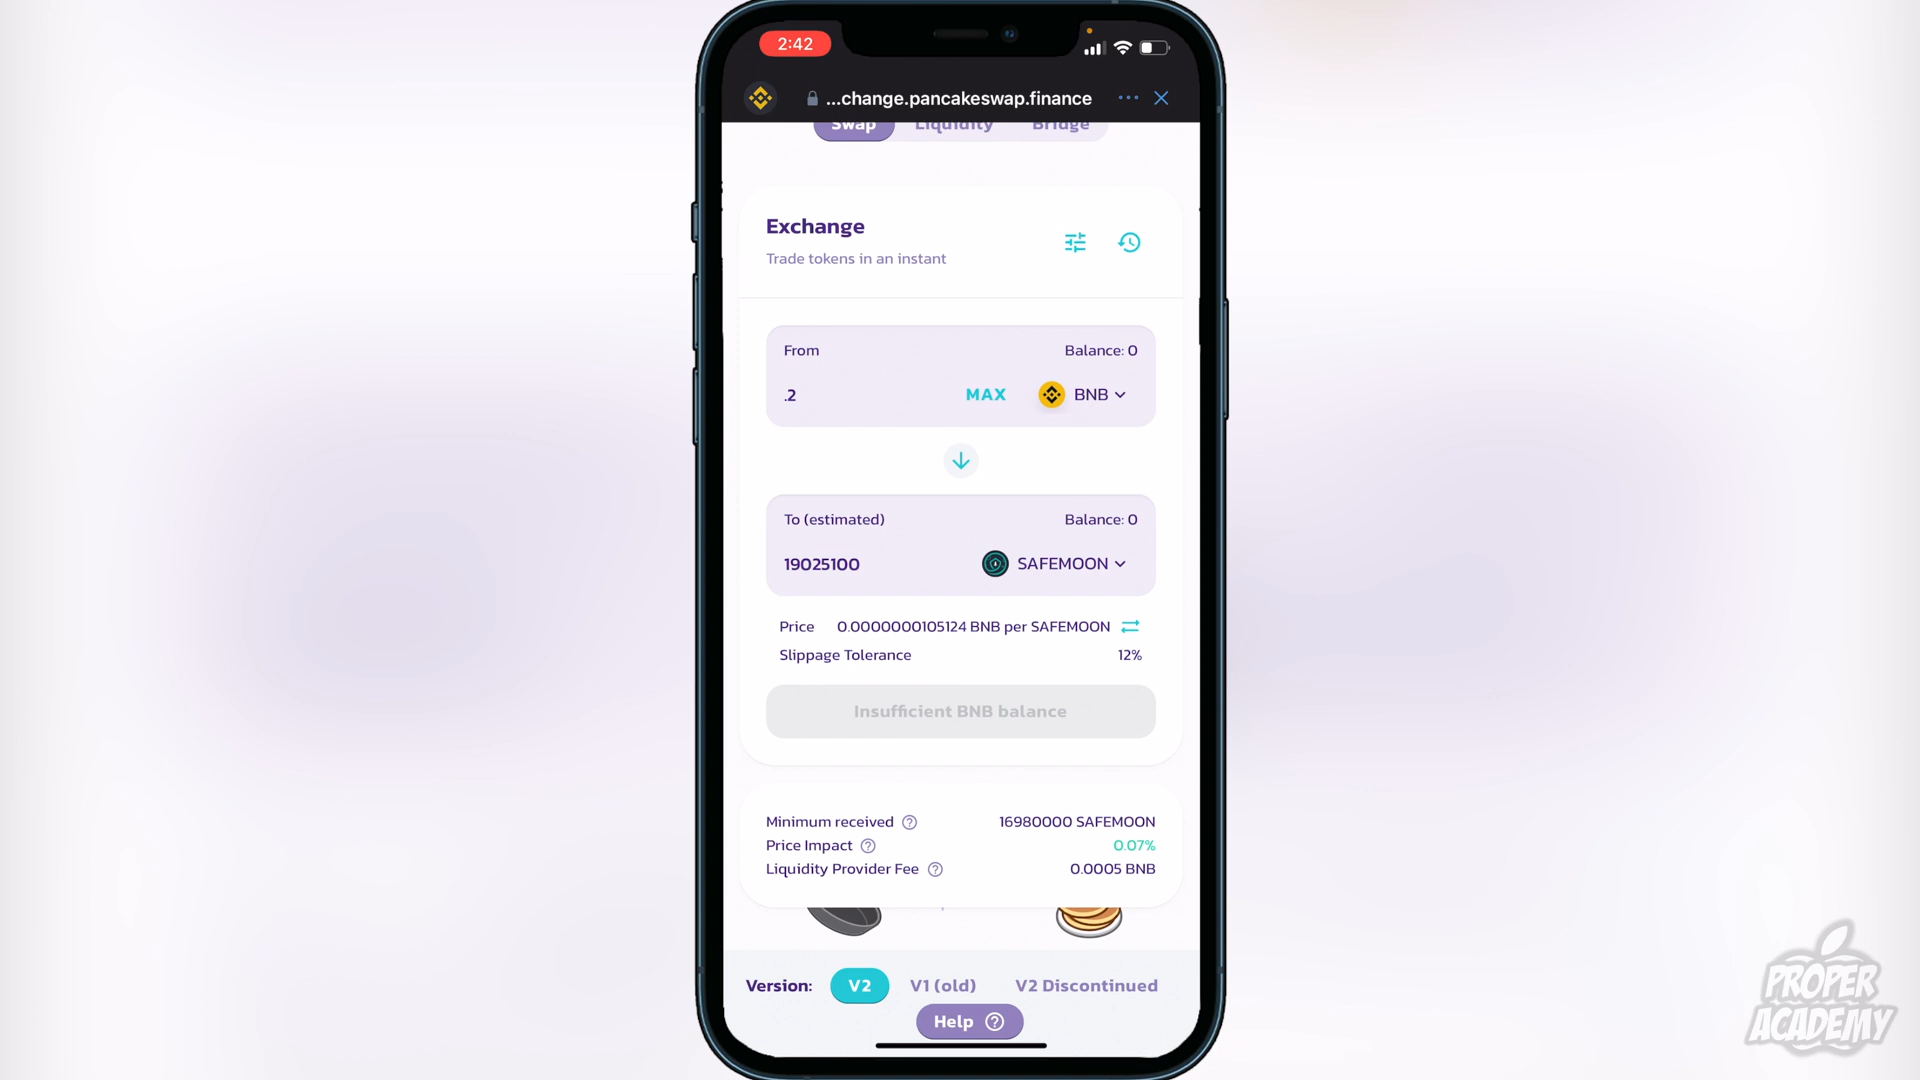 2:42
...change.pancakeswap.finance
Swap Liquidity Bridge
Exchange
Trade tokens in an instant
From Balance: 0
.2 MAX BNB
To (estimated) Balance: 0
19025100 SAFEMOON
Price 0.0000000105124 BNB per SAFEMOON
Slippage Tolerance 12%
Insufficient BNB balance
Minimum received 16980000 SAFEMOON
Price Impact 0.07%
Liquidity Provider Fee 0.0005 BNB
Version: V2 V1 (old) V2 Discontinued
Help
PROPER
ACADEMY